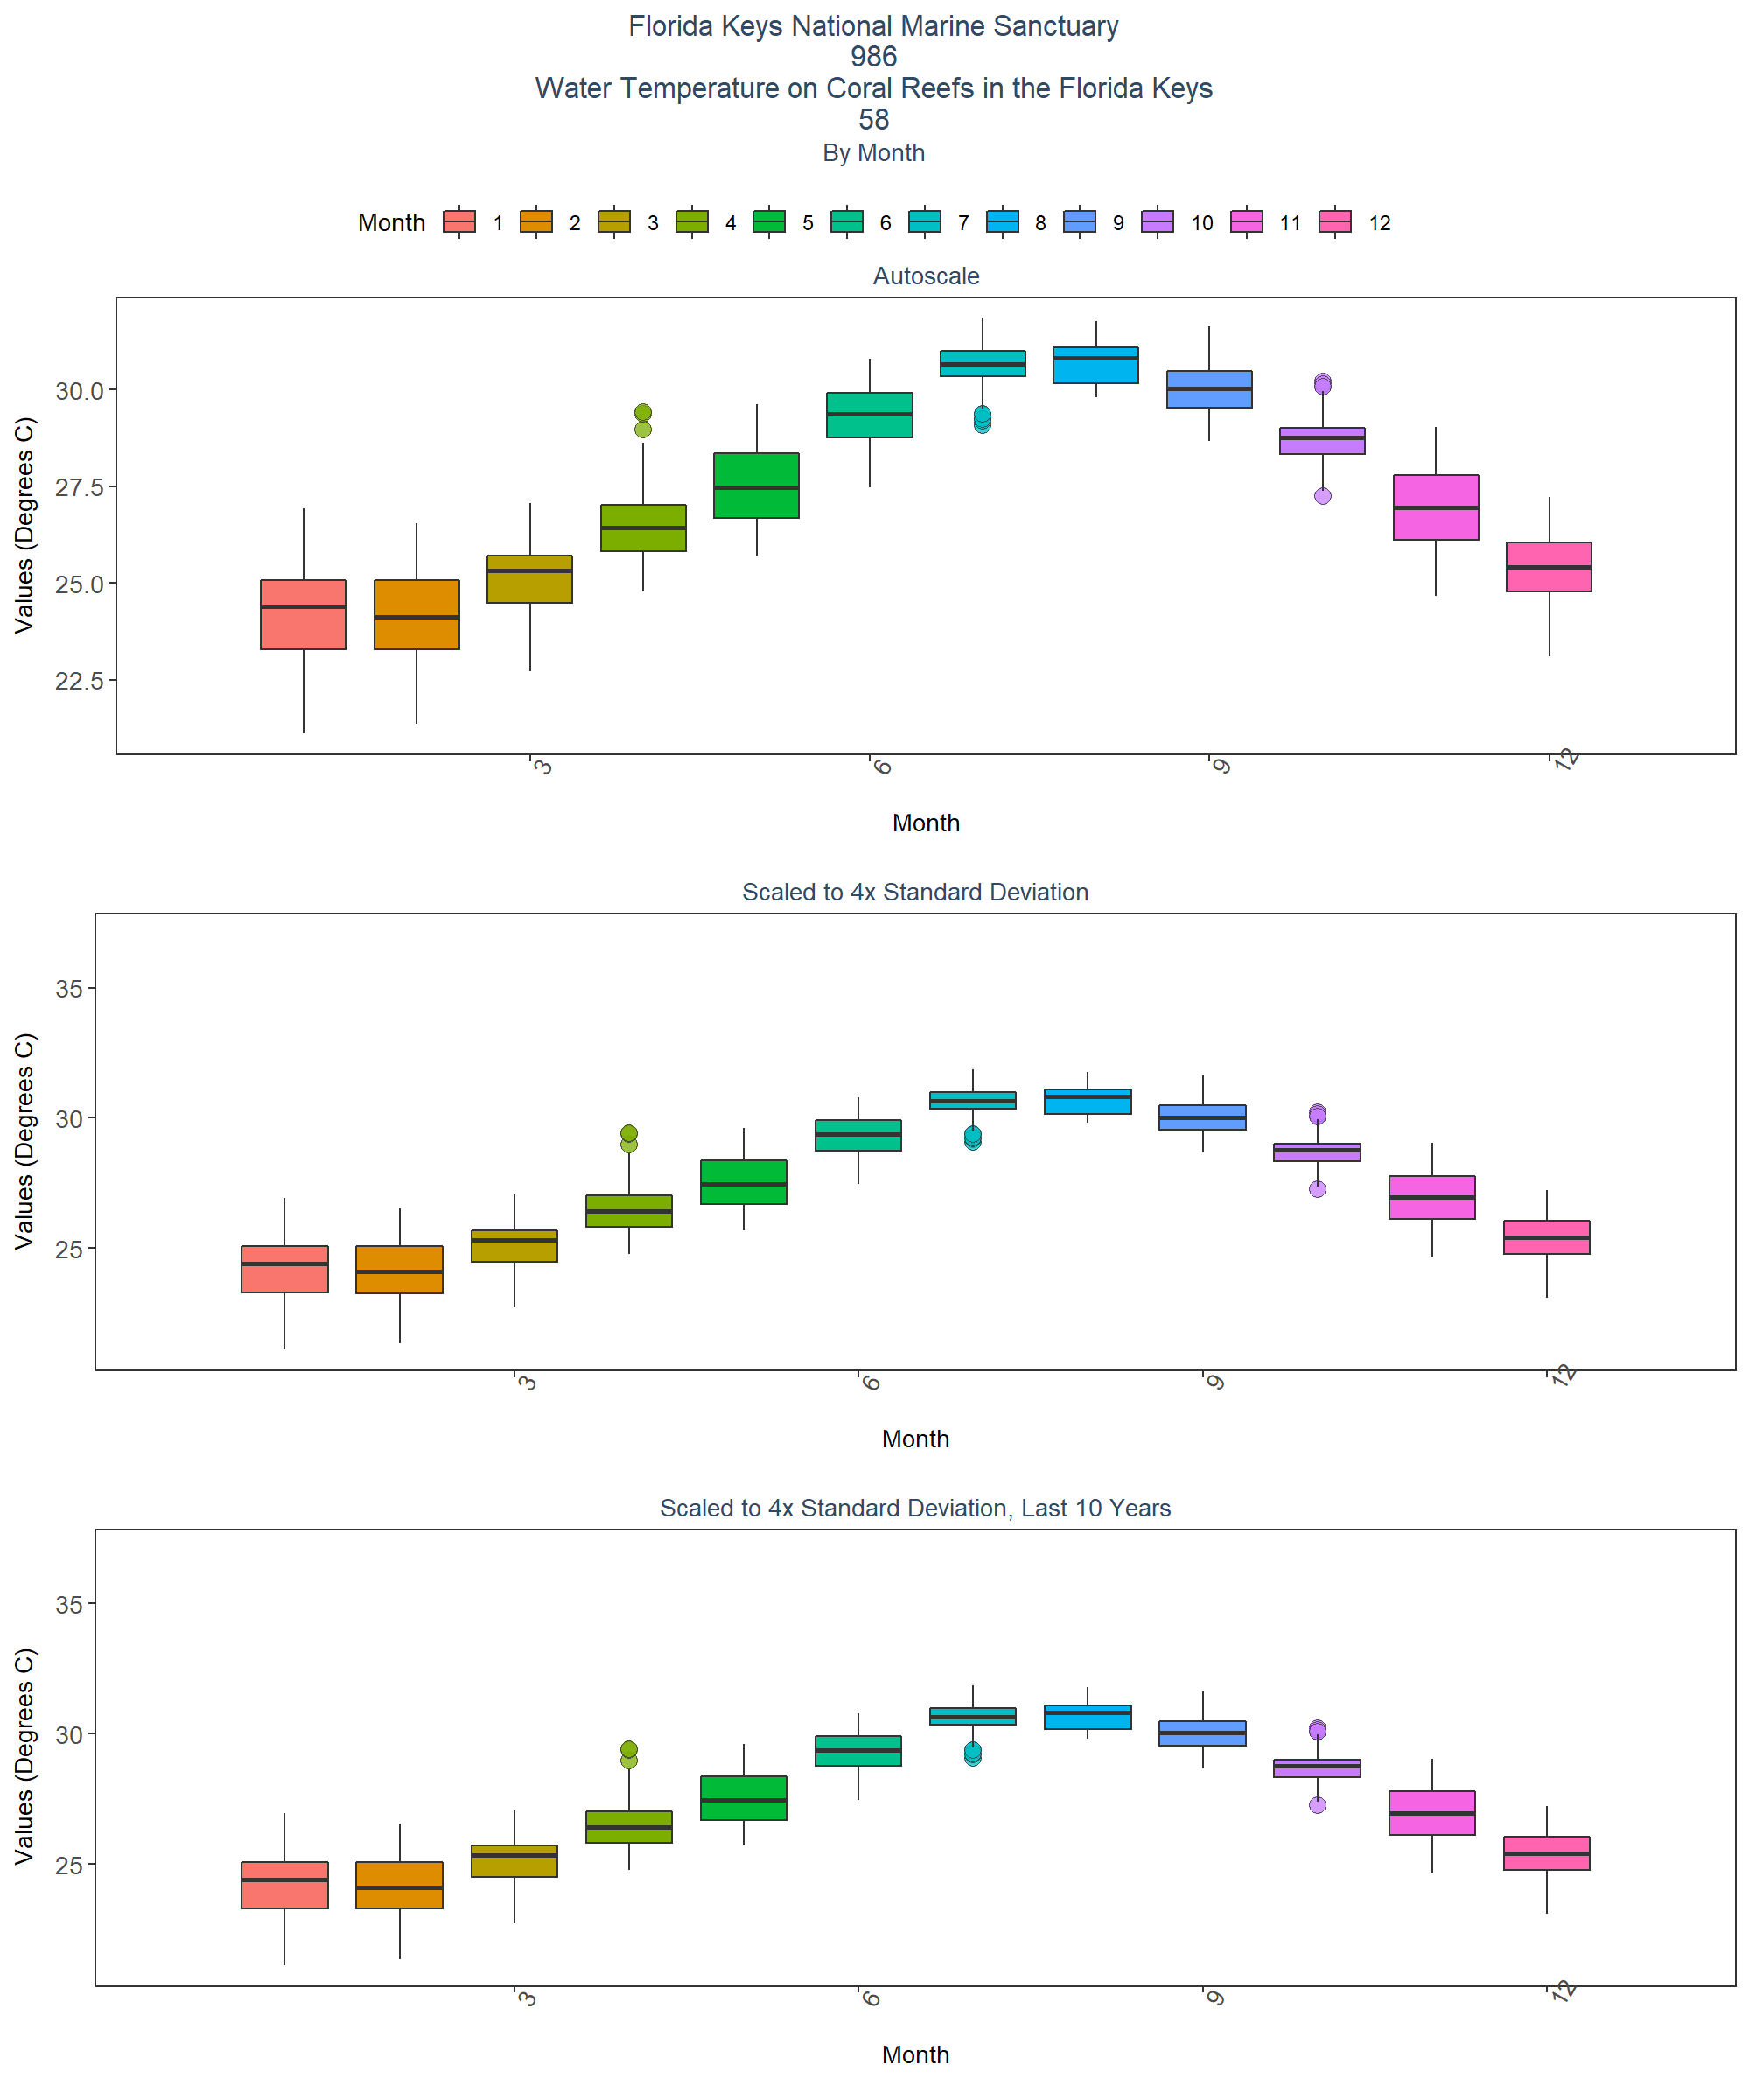 Florida Keys National Marine Sanctuary
986
Water Temperature on Coral Reefs in the Florida Keys
58
By Month
Month 1 2 3 4 5 6 7 8 9 10 11 12
Autoscale
Values (Degrees C)
30.0
27.5
25.0
22.5
3 6 9 12
Month
Scaled to 4x Standard Deviation
Values (Degrees C)
35
30
25
3 6 9 12
Month
Scaled to 4x Standard Deviation, Last 10 Years
Values (Degrees C)
35
30
25
3 6 9 12
Month